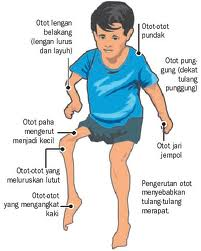 Otot lengan
belakang
(lengan lurus
dan layuh)
Otot-otot
pundak
Otot pung-
gung (dekat
tulang
punggung)
Otot paha
mengerut
menjadi kecil
Otot jari
jempol
Otot-otot yang
meluruskan lutut
Otot-otot
yang mengangkat
kaki
Pengerutan otot
menyebabkan
tulang-tulang
merapat.